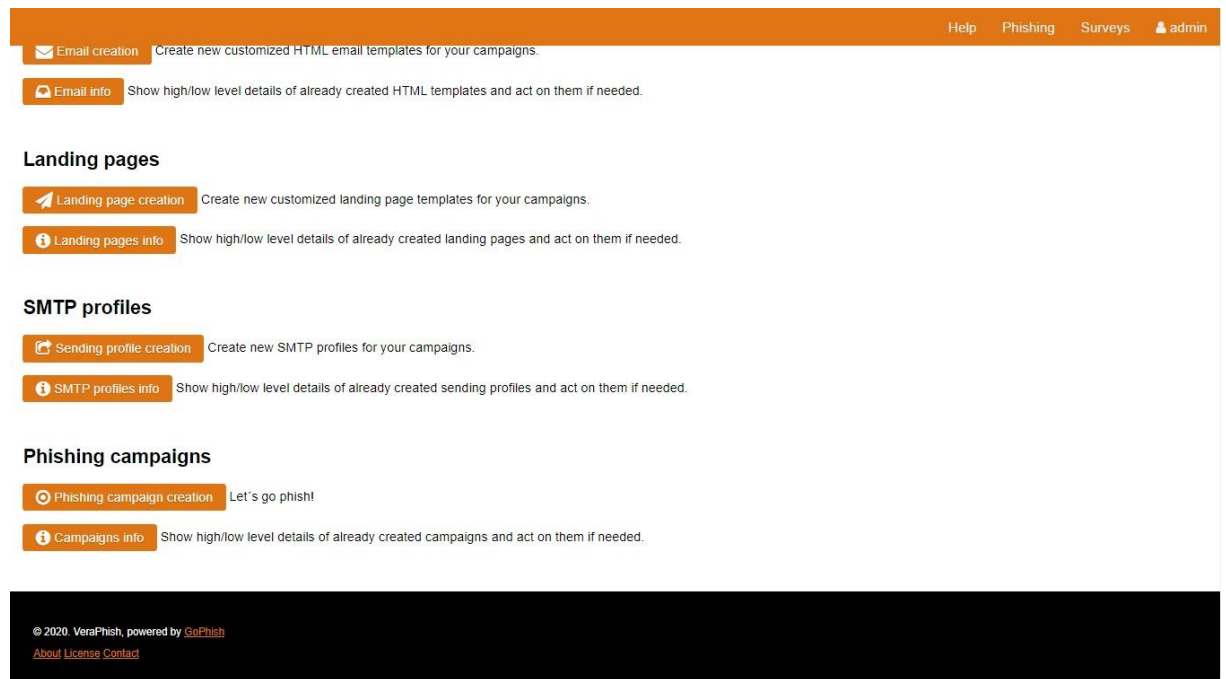 Help Phishing Surveys admin
Email creation Create new customized HTML email templates for your campaigns.
Email info Show high/low level details of already created HTML templates and act on them if needed.
Landing pages
Landing page creation Create new customized landing page templates for your campaigns.
Landing pages info Show high/low level details of already created landing pages and act on them if needed.
SMTP profiles
Sending profile creation Create new SMTP profiles for your campaigns.
SMTP profiles info Show high/low level details of already created sending profiles and act on them if needed.
Phishing campaigns
Phishing campaign creation Let´s go phish!
Campaigns info Show high/low level details of already created campaigns and act on them if needed.
© 2020. VeraPhish, powered by GoPhish
About License Contact